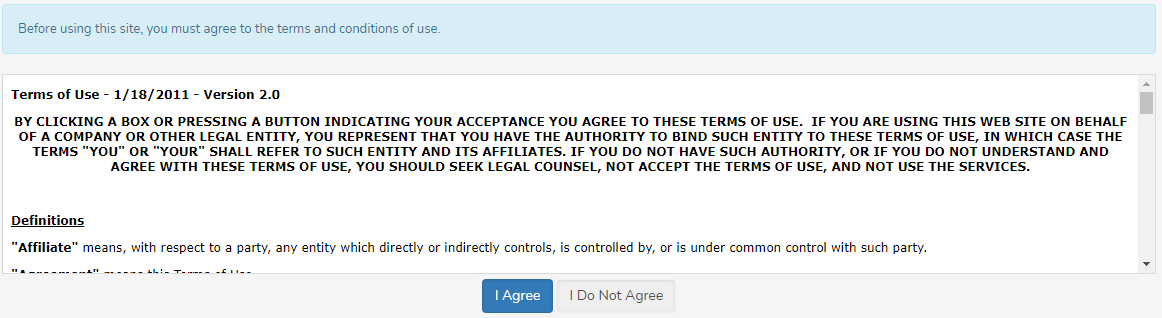 Before using this site, you must agree to the terms and conditions of use.
Terms of Use - 1/18/2011 - Version 2.0
BY CLICKING A BOX OR PRESSING A BUTTON INDICATING YOUR ACCEPTANCE YOU AGREE TO THESE TERMS OF USE.  IF YOU ARE USING THIS WEB SITE ON BEHALF
OF A COMPANY OR OTHER LEGAL ENTITY, YOU REPRESENT THAT YOU HAVE THE AUTHORITY TO BIND SUCH ENTITY TO THESE TERMS OF USE, IN WHICH CASE THE
TERMS "YOU" OR "YOUR" SHALL REFER TO SUCH ENTITY AND ITS AFFILIATES. IF YOU DO NOT HAVE SUCH AUTHORITY, OR IF YOU DO NOT UNDERSTAND AND
AGREE WITH THESE TERMS OF USE, YOU SHOULD SEEK LEGAL COUNSEL, NOT ACCEPT THE TERMS OF USE, AND NOT USE THE SERVICES.
Definitions
"Affiliate" means, with respect to a party, any entity which directly or indirectly controls, is controlled by, or is under common control with such party.
"Agreement" means this Terms of Use
I Agree
I Do Not Agree